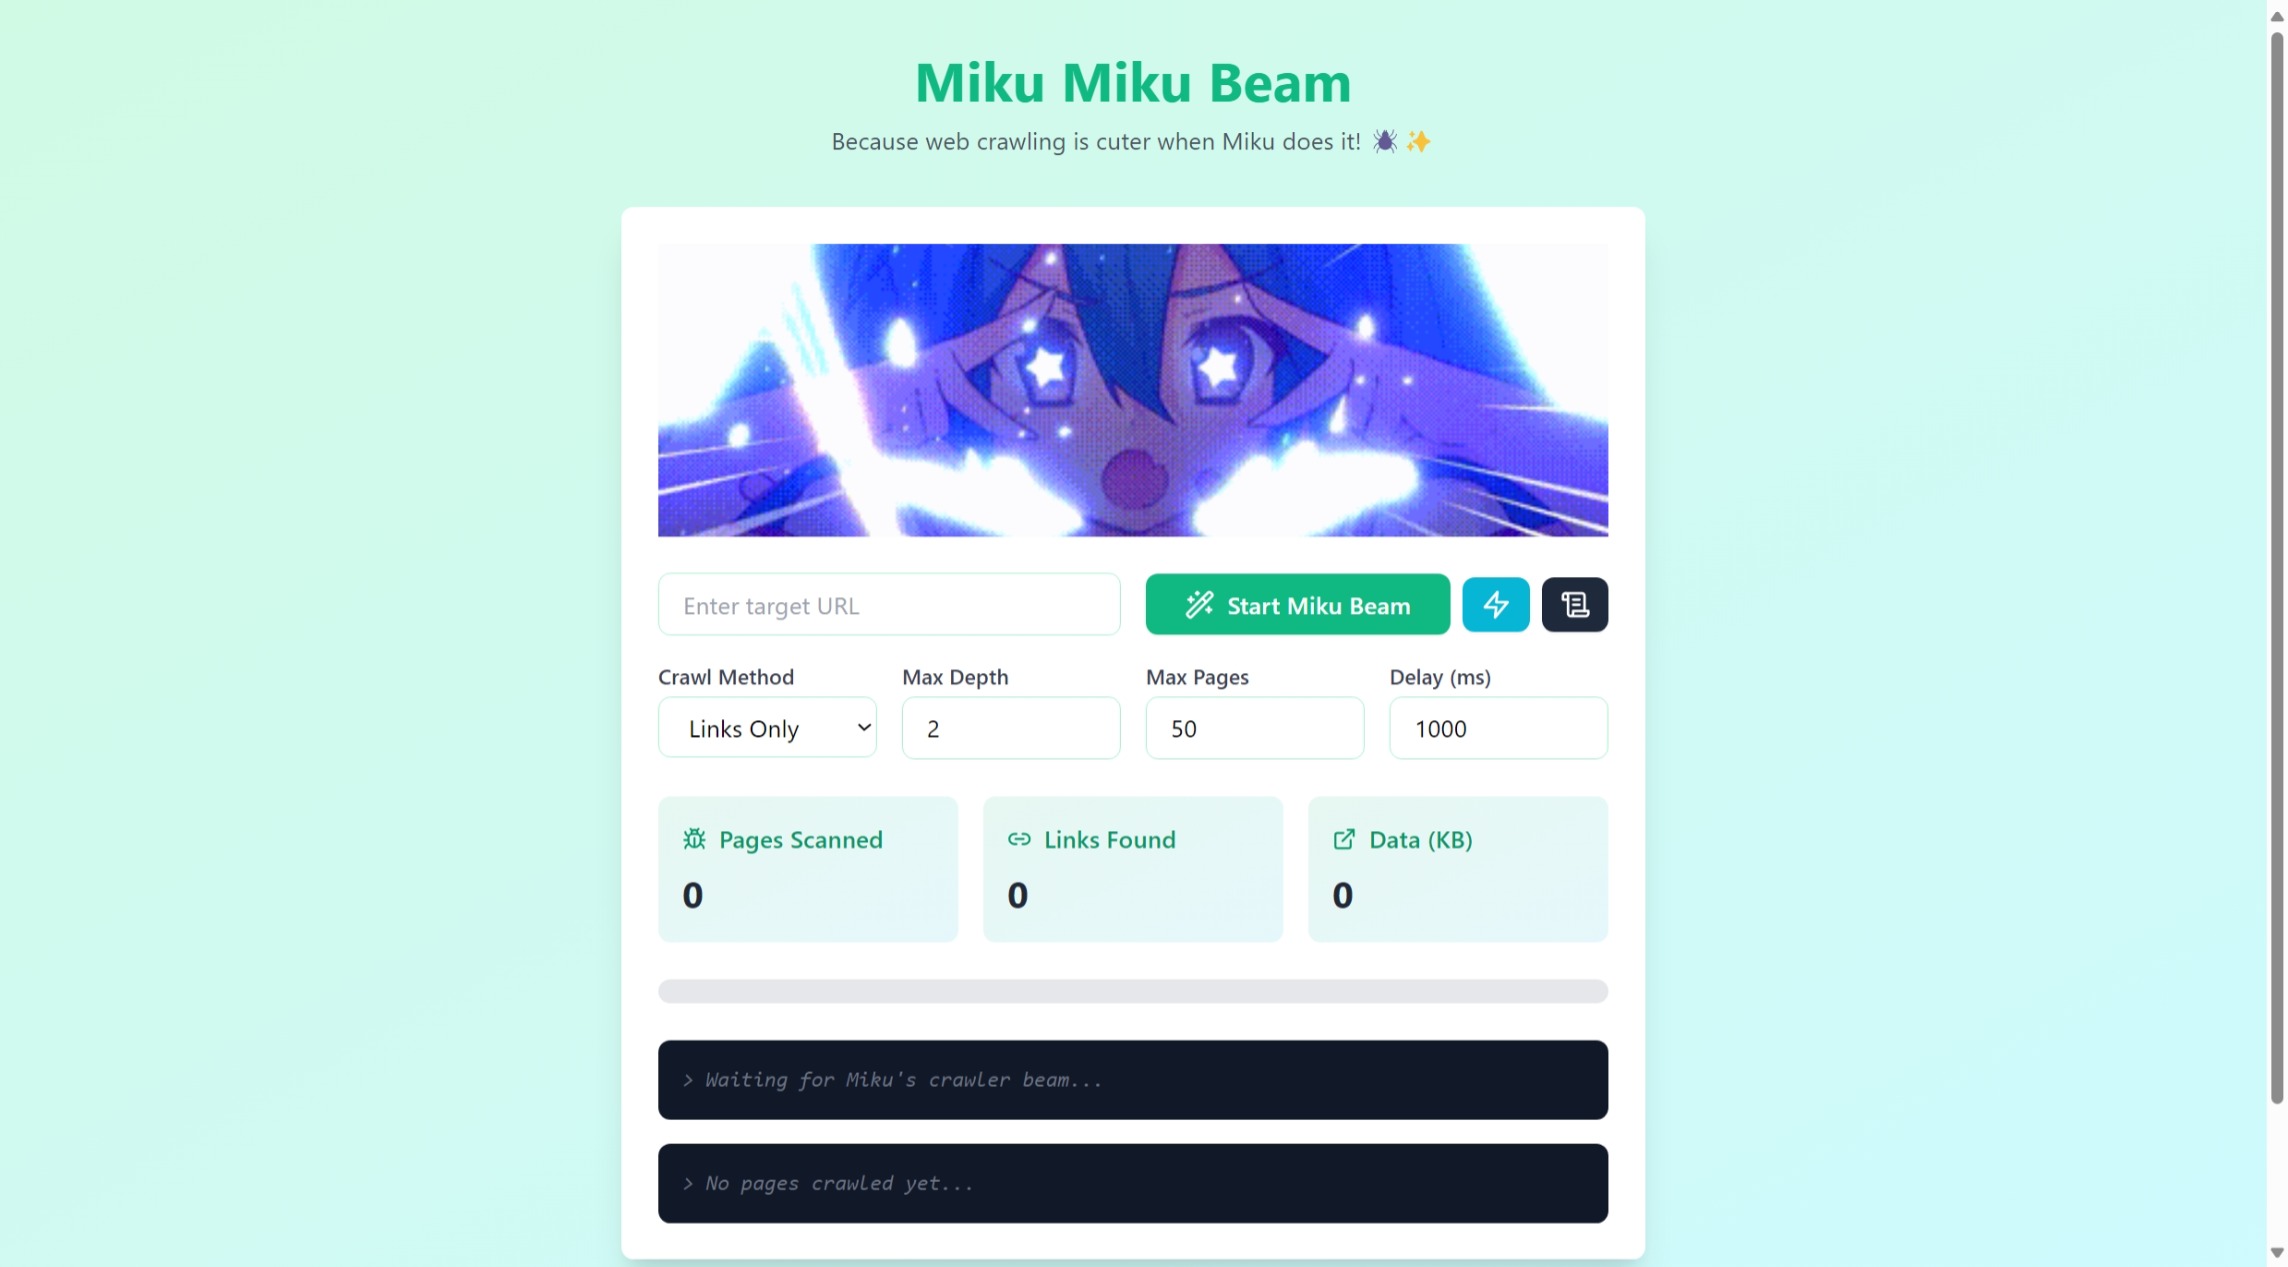 Miku Miku Beam
Because web crawling is cuter when Miku does it! 🕷️ ✨
Enter target URL
Start Miku Beam
Crawl Method
Max Depth
Max Pages
Delay (ms)
Links Only
2
50
1000
Pages Scanned
Links Found
Data (KB)
0
0
0
> Waiting for Miku's crawler beam...
> No pages crawled yet...